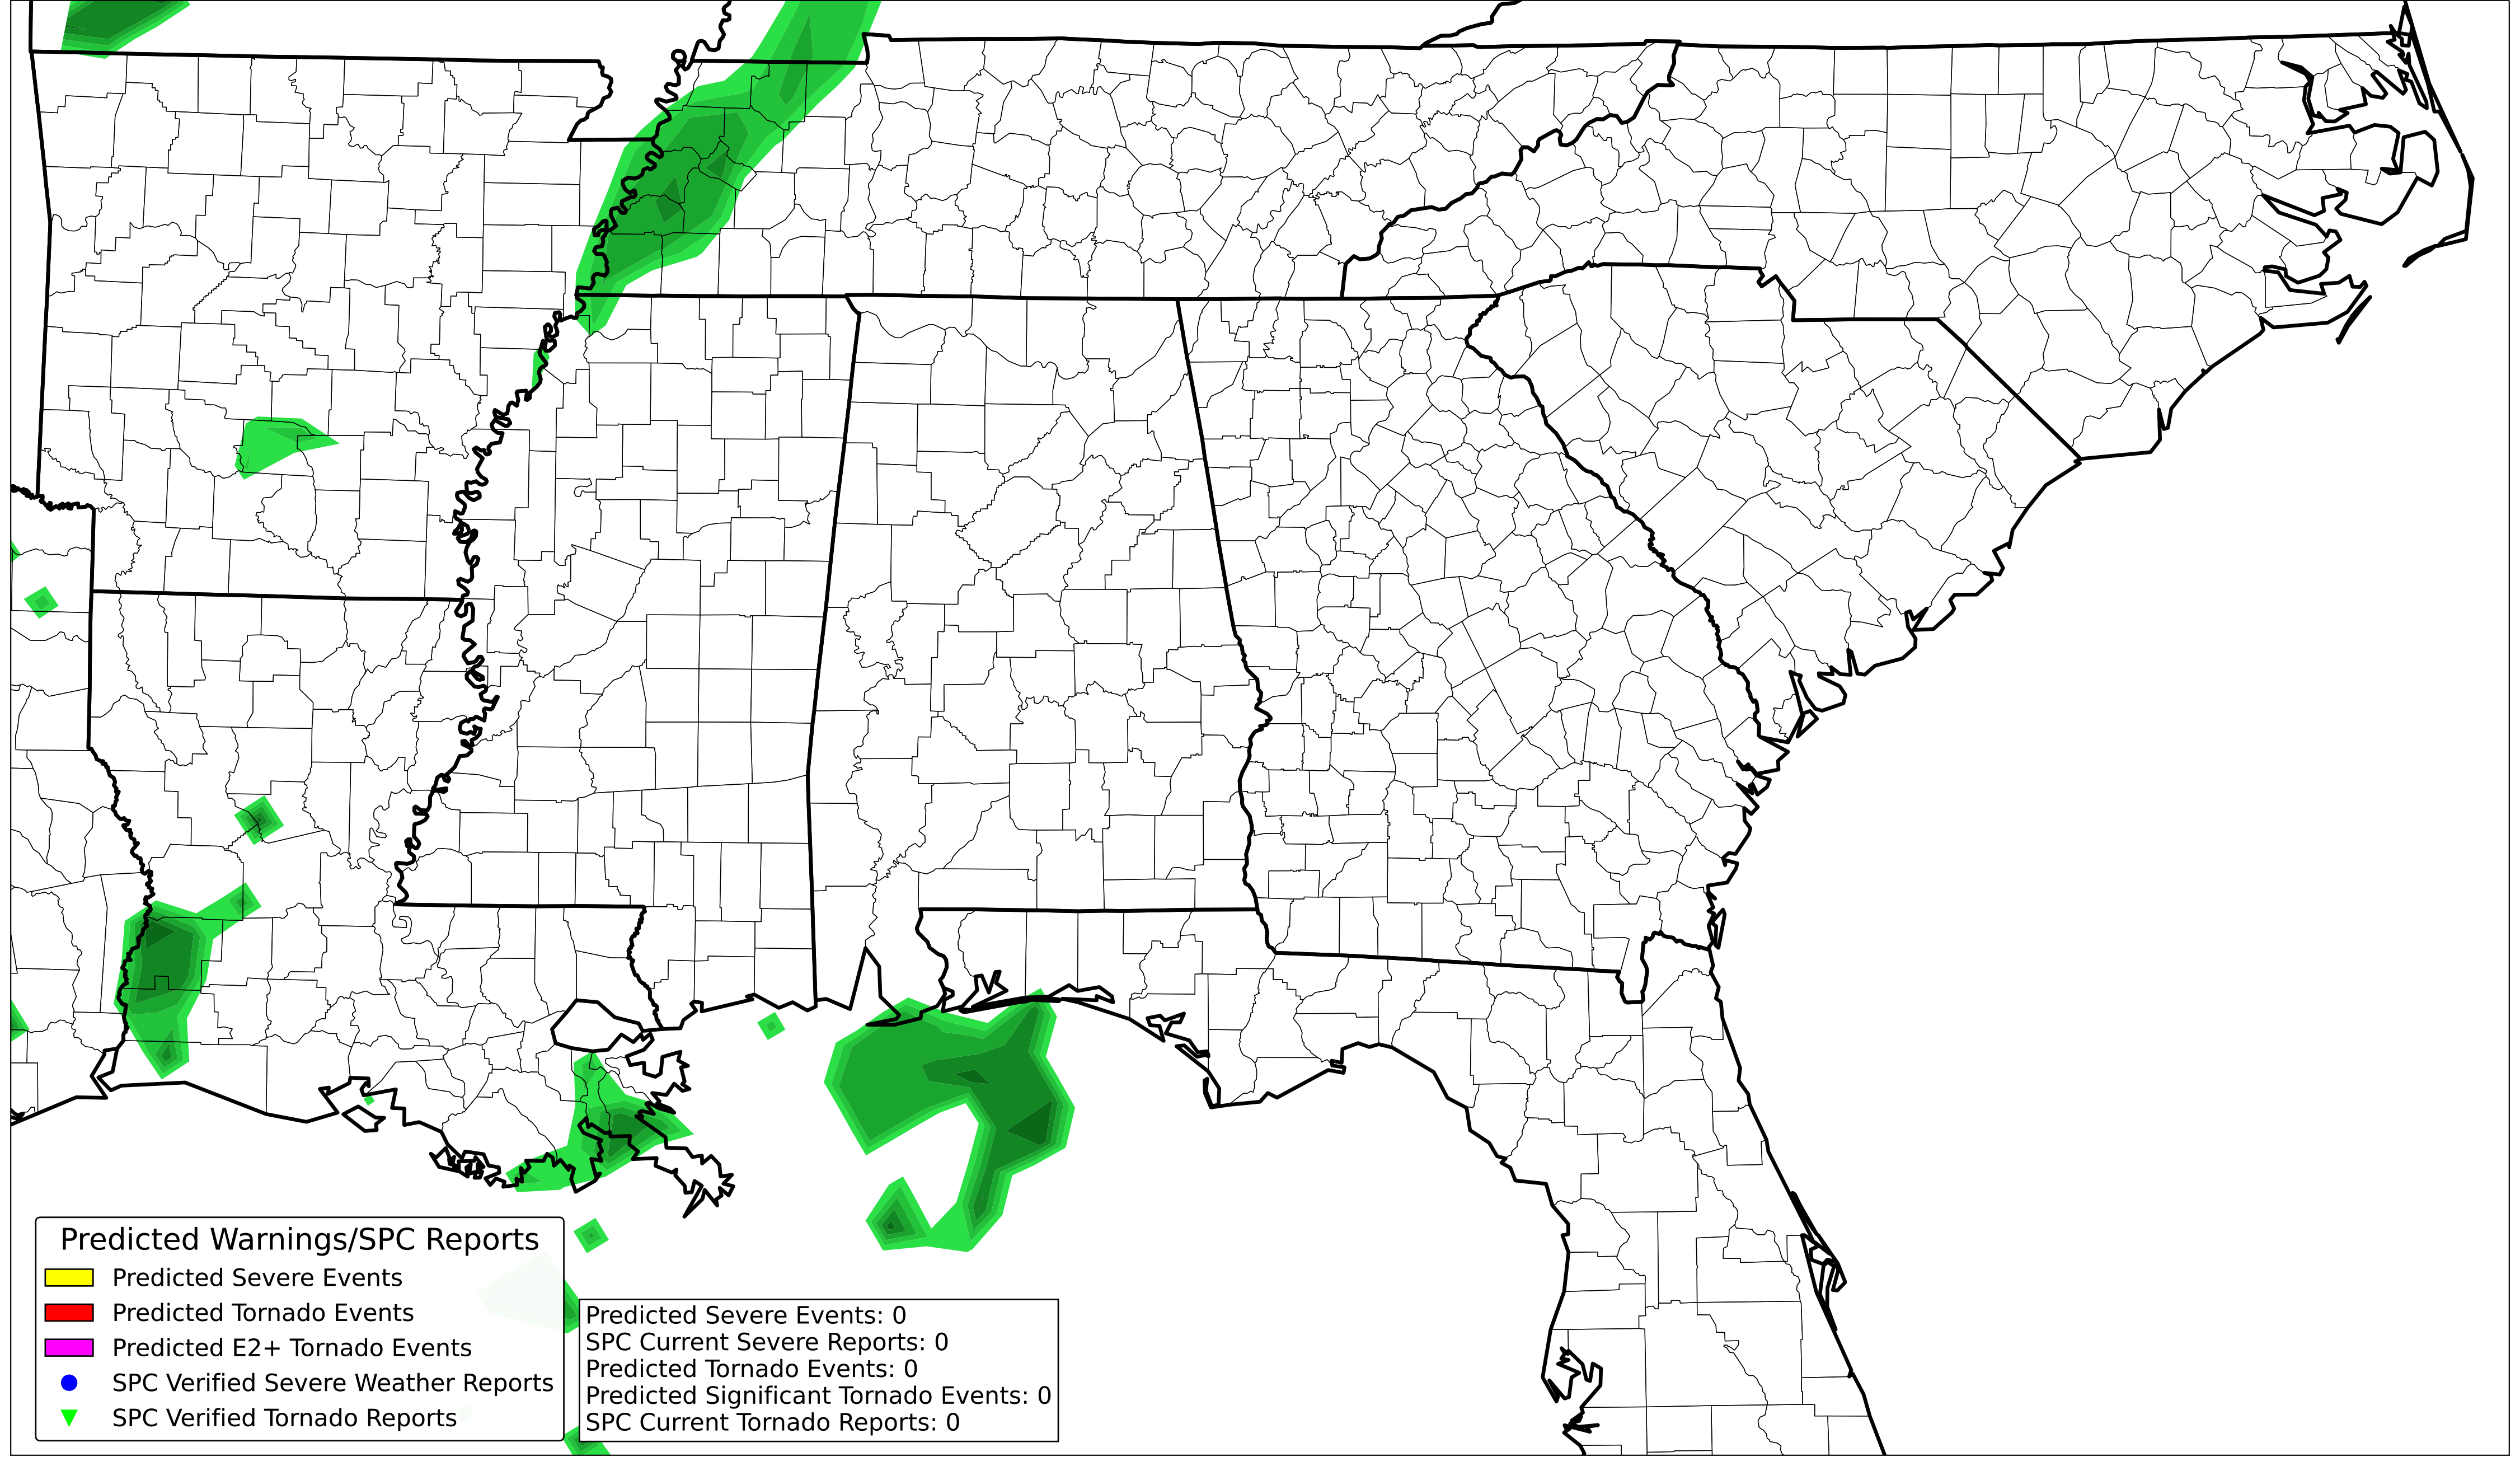 Predicted Warnings/SPC Reports
Predicted Severe Events
Predicted Tornado Events
Predicted E2+ Tornado Events
SPC Verified Severe Weather Reports
SPC Verified Tornado Reports
Predicted Severe Events: 0
SPC Current Severe Reports: 0
Predicted Tornado Events: 0
Predicted Significant Tornado Events: 0
SPC Current Tornado Reports: 0